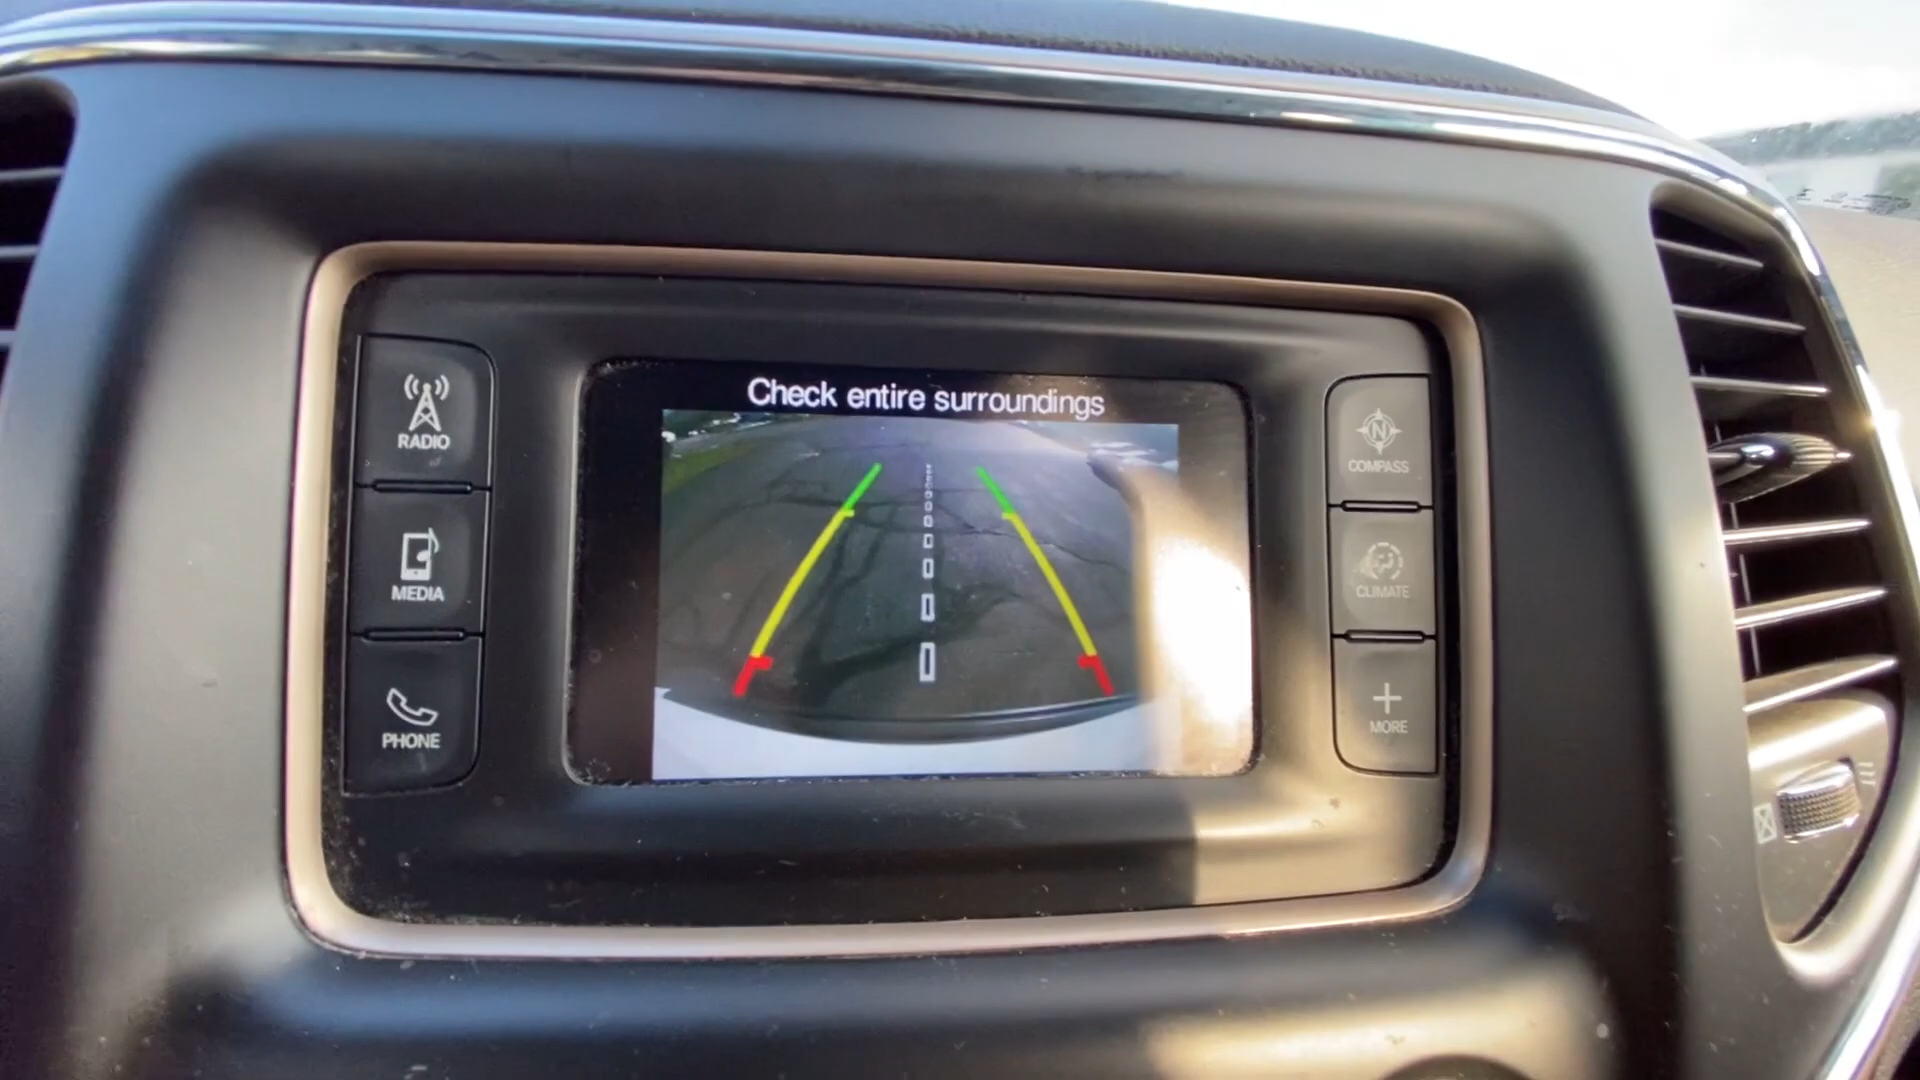 Check entire surroundings
RADIO
MEDIA
PHONE
N
COMPASS
CLIMATE
MORE